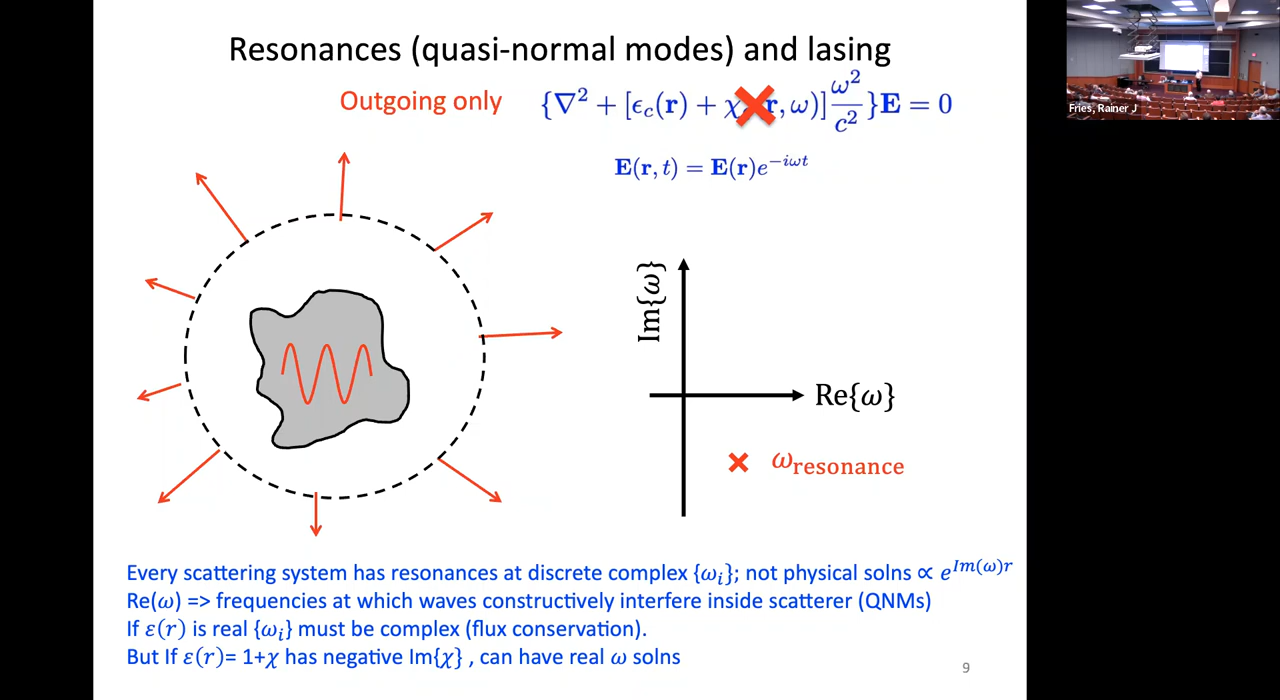 Resonances (quasi-normal modes) and lasing
Outgoing only {∇² + [ϵ_c(𝐫) + χ 𝐫, ω)] ω²/c² }𝐄 = 0
𝐄(𝐫, t) = 𝐄(𝐫)e^{−iωt}
Im{ω}
Re{ω}
ω_resonance
Every scattering system has resonances at discrete complex {ω_i}; not physical solns ∝ e^{Im(ω)r}
Re(ω) => frequencies at which waves constructively interfere inside scatterer (QNMs)
If ε(r) is real {ω_i} must be complex (flux conservation).
But If ε(r)= 1+χ has negative Im{χ} , can have real ω solns
9
Fries, Rainer J